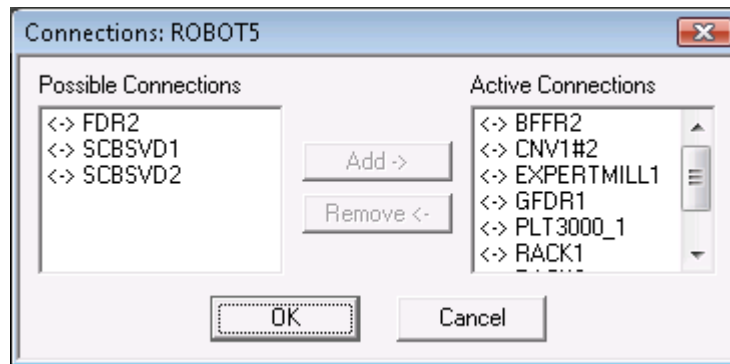 Connections: ROBOT5
Possible Connections
<-> FDR2
<-> SCBSVD1
<-> SCBSVD2
Add ->
Remove <-
Active Connections
<-> BFFR2
<-> CNV1#2
<-> EXPERTMILL1
<-> GFDR1
<-> PLT3000_1
<-> RACK1
OK
Cancel